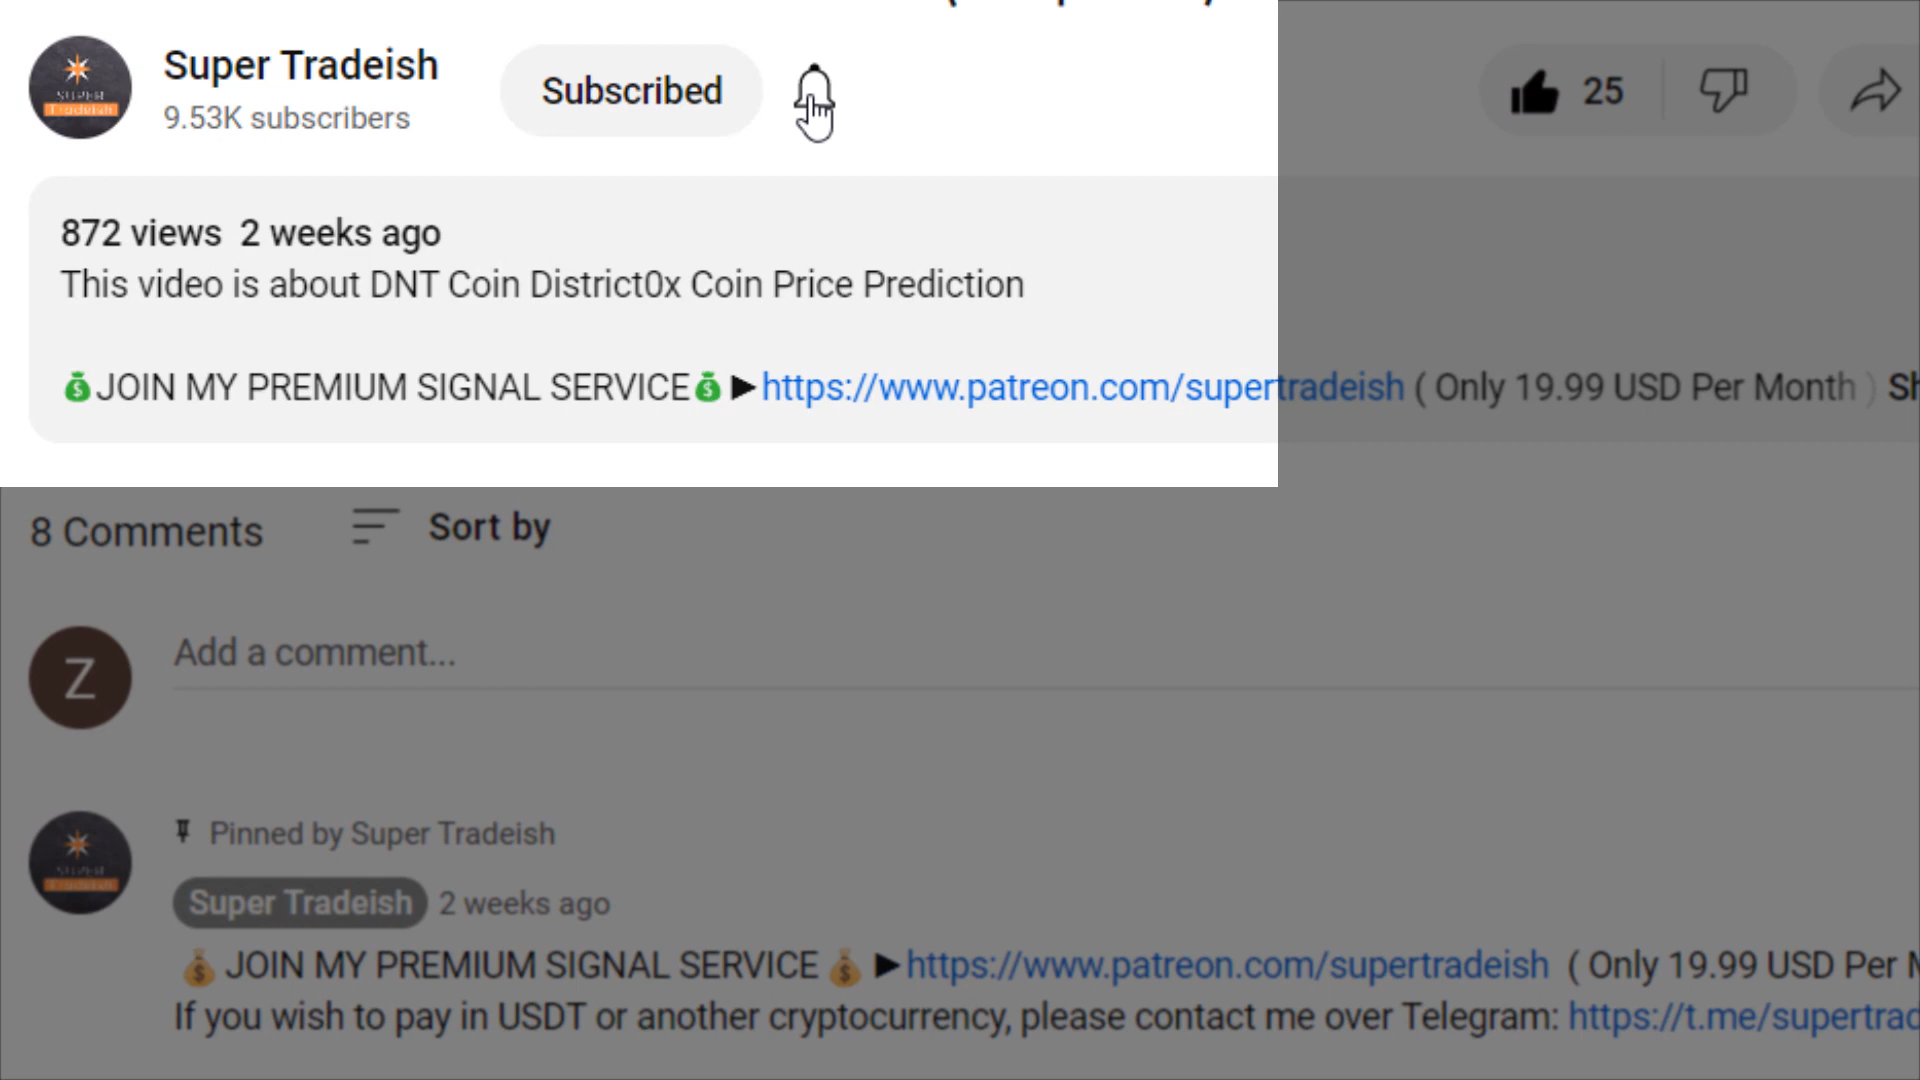 Super Tradeish
9.53K subscribers
Subscribed
25
872 views 2 weeks ago
This video is about DNT Coin District0x Coin Price Prediction
💰JOIN MY PREMIUM SIGNAL SERVICE💰 ►https://www.patreon.com/supertradeish ( Only 19.99 USD Per Month ) Sh
8 Comments
Sort by
Z
Add a comment...
Pinned by Super Tradeish
Super Tradeish 2 weeks ago
💰 JOIN MY PREMIUM SIGNAL SERVICE 💰 ►https://www.patreon.com/supertradeish ( Only 19.99 USD Per M
If you wish to pay in USDT or another cryptocurrency, please contact me over Telegram: https://t.me/supertrad